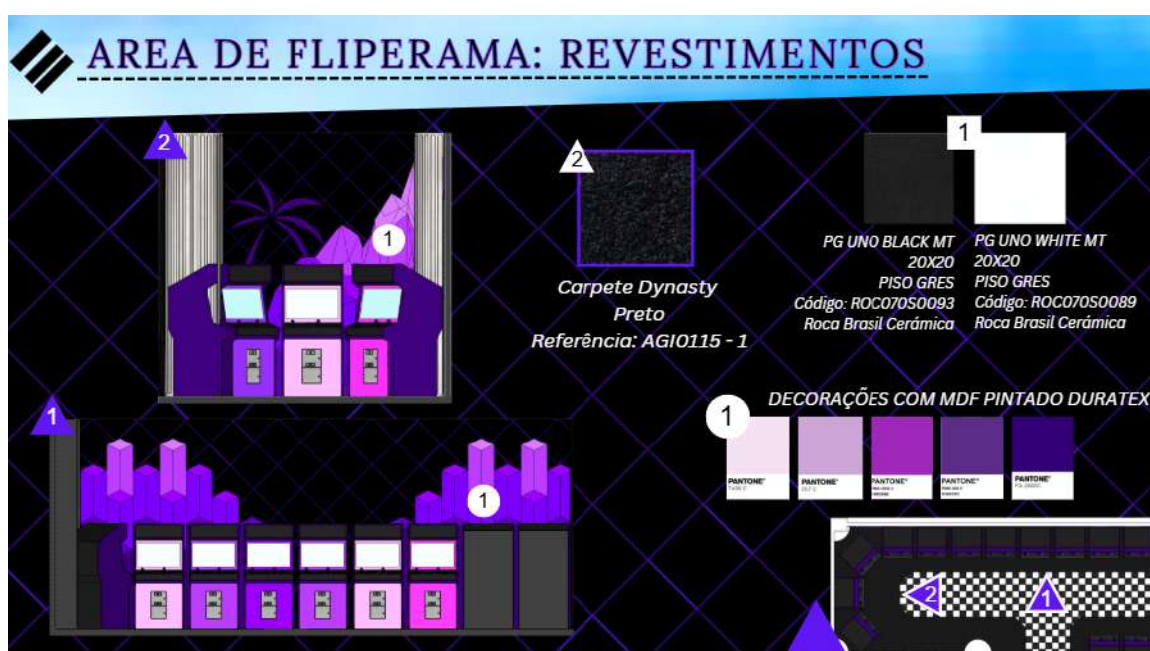 AREA DE FLIPERAMA: REVESTIMENTOS
2
1
2
Carpete Dynasty
Preto
Referência: AGI0115 - 1
1
PG UNO BLACK MT
20X20
PISO GRES
Código: ROC070S0093
Roca Brasil Cerámica
PG UNO WHITE MT
20X20
PISO GRES
Código: ROC070S0089
Roca Brasil Cerámica
1
1
DECORAÇÕES COM MDF PINTADO DURATEX
1
PANTONE®
PANTONE®
PANTONE®
PANTONE®
PANTONE®
2
1